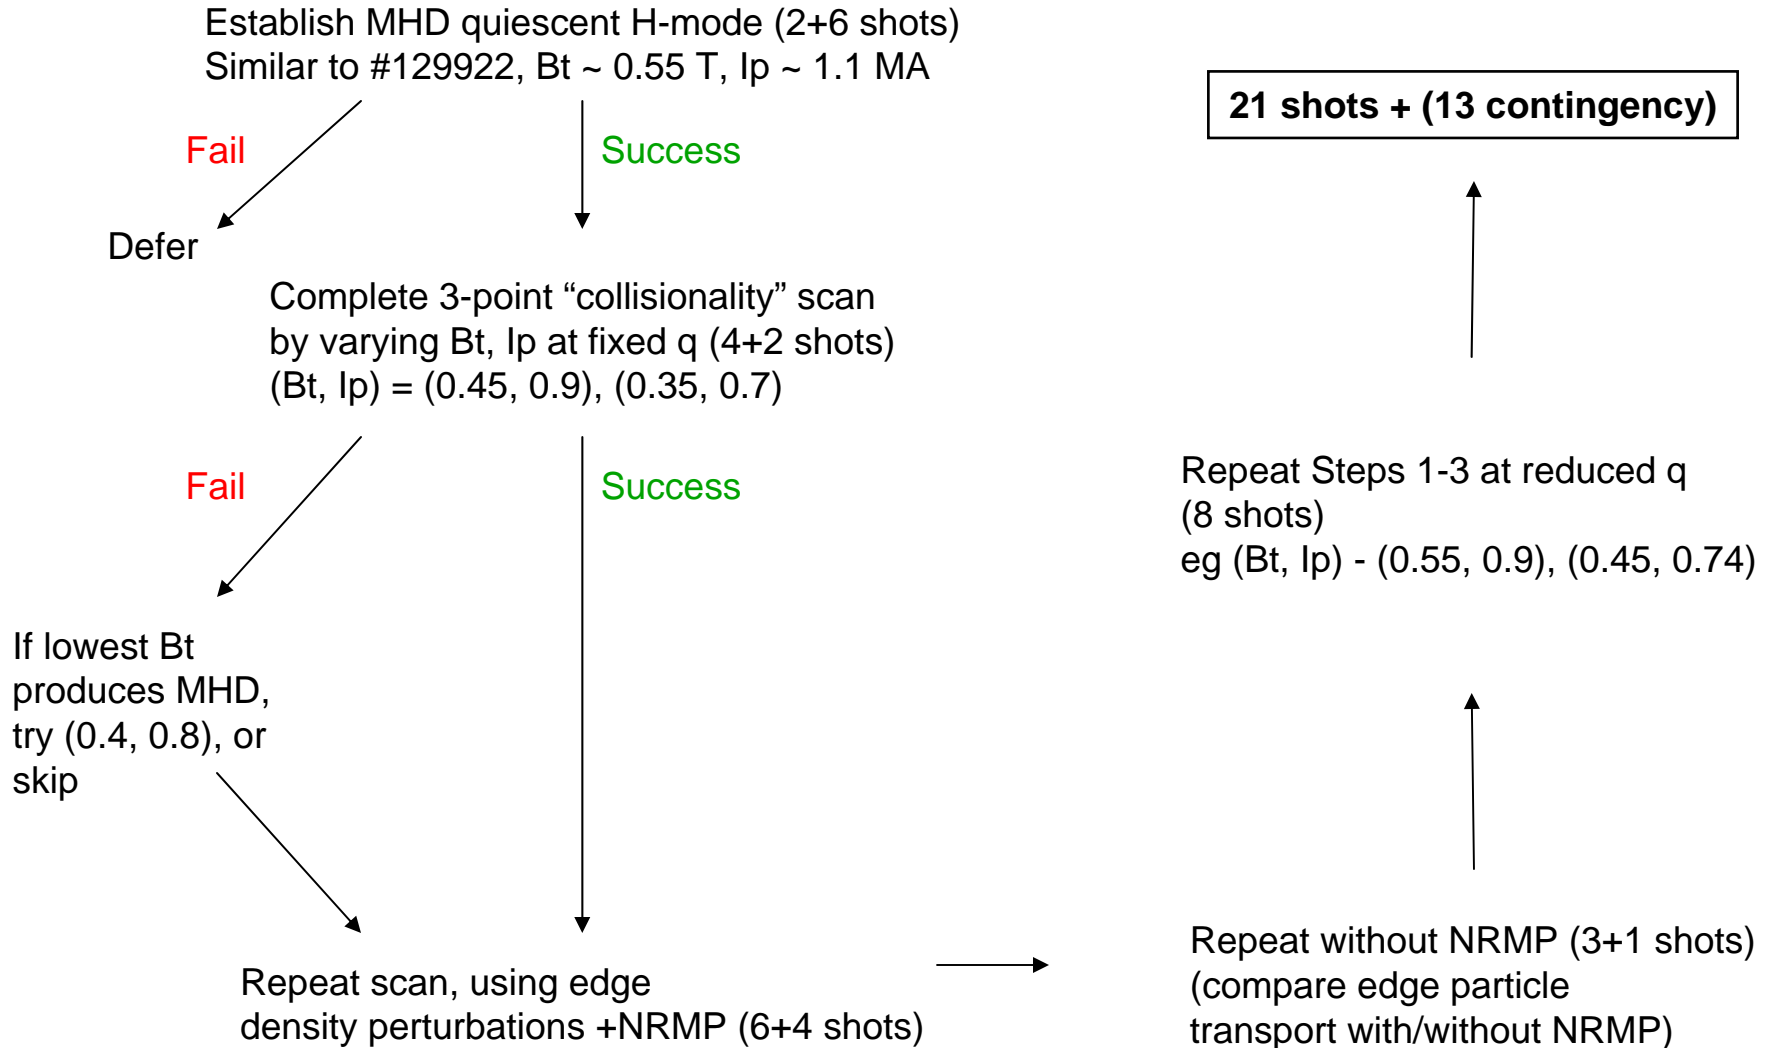 Establish MHD quiescent H-mode (2+6 shots)
Similar to #129922, Bt ~ 0.55 T, Ip ~ 1.1 MA
Fail
Success
Defer
Complete 3-point “collisionality” scan
by varying Bt, Ip at fixed q (4+2 shots)
(Bt, Ip) = (0.45, 0.9), (0.35, 0.7)
Fail
Success
If lowest Bt
produces MHD,
try (0.4, 0.8), or
skip
Repeat scan, using edge
density perturbations +NRMP (6+4 shots)
Repeat without NRMP (3+1 shots)
(compare edge particle
transport with/without NRMP)
Repeat Steps 1-3 at reduced q
(8 shots)
eg (Bt, Ip) - (0.55, 0.9), (0.45, 0.74)
21 shots + (13 contingency)